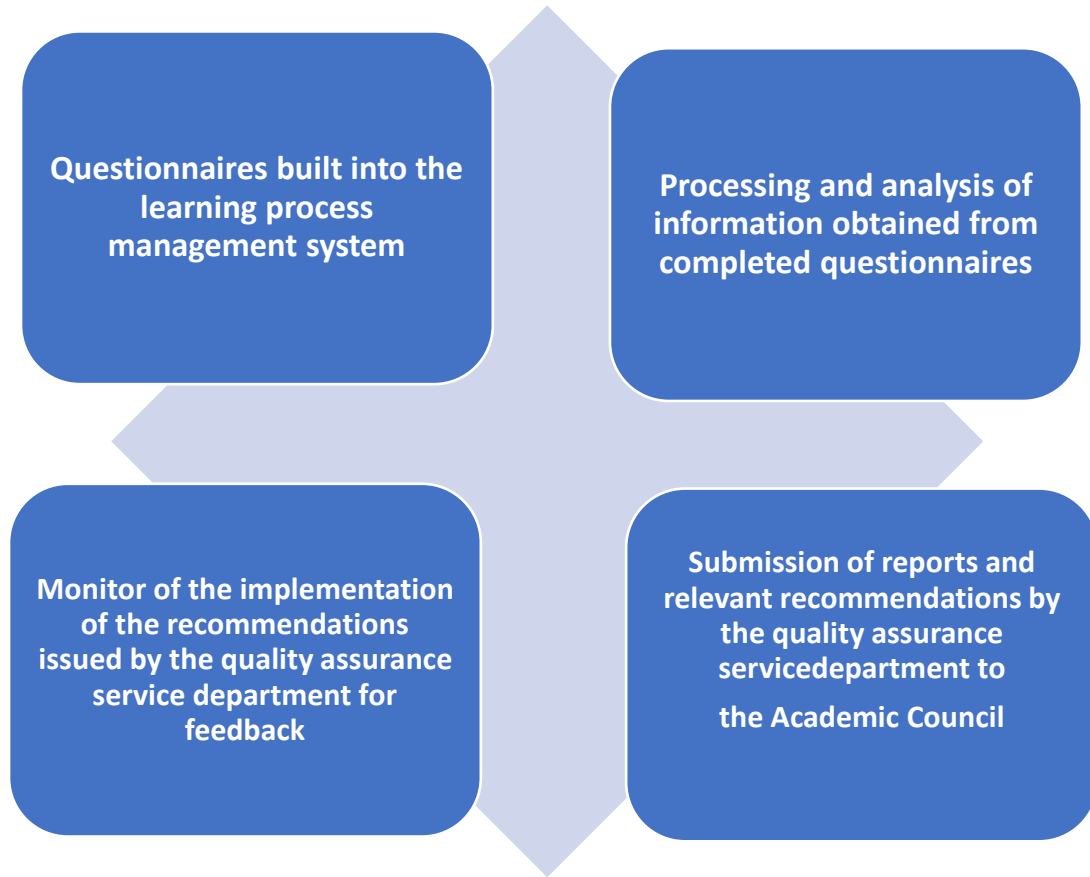 Questionnaires built into the
learning process
management system
Processing and analysis of
information obtained from
completed questionnaires
Monitor of the implementation
of the recommendations
issued by the quality assurance
service department for
feedback
Submission of reports and
relevant recommendations by
the quality assurance
servicedepartment to
the Academic Council